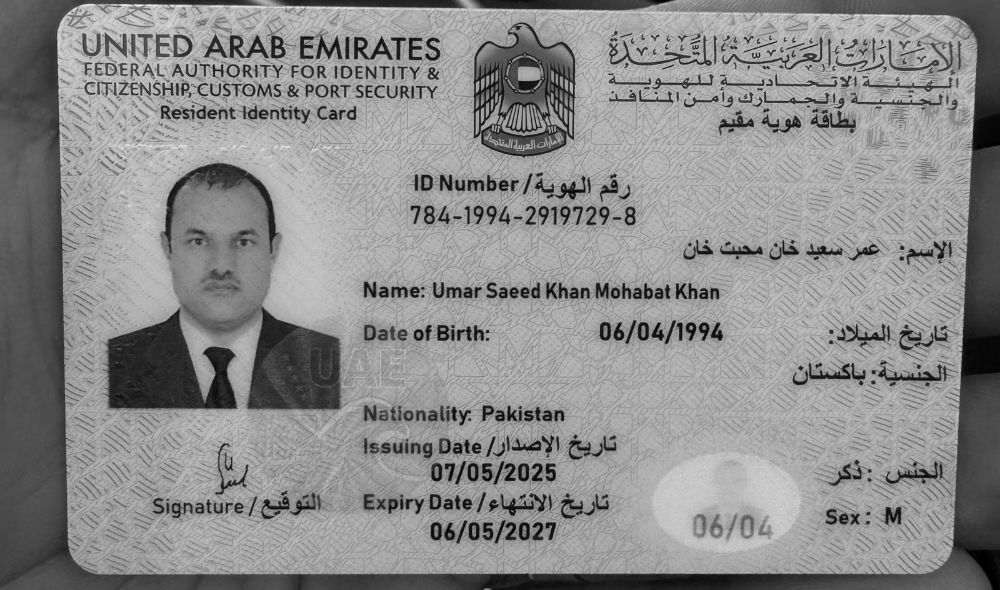 UNITED ARAB EMIRATES
FEDERAL AUTHORITY FOR IDENTITY &
CITIZENSHIP, CUSTOMS & PORT SECURITY
Resident Identity Card
الإمارات العربية المتحدة
الهيئة الاتحادية للهوية
والجنسية والجمارك وأمن المنافذ
بطاقة هوية مقيم
الإمارات العربية المتحدة
ID Number / رقم الهوية
784-1994-2919729-8
الإسم: عمر سعيد خان محبت خان
Name: Umar Saeed Khan Mohabat Khan
Date of Birth: 06/04/1994 تاريخ الميلاد:
الجنسية: باكستان
UAE
Nationality: Pakistan
Issuing Date / تاريخ الإصدار
07/05/2025
Expiry Date / تاريخ الانتهاء
06/05/2027
الجنس : ذكر
Sex : M
06/04
Signature / التوقيع